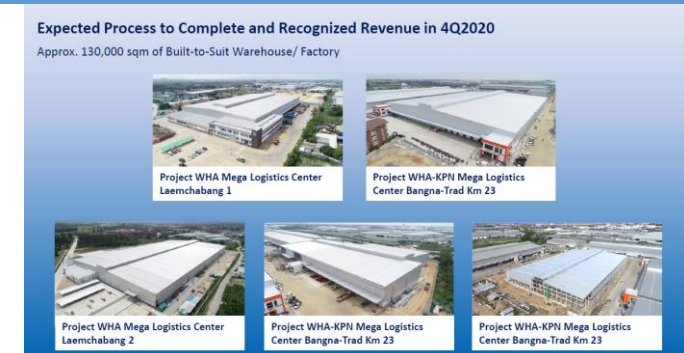 Expected Process to Complete and Recognized Revenue in 4Q2020
Approx. 130,000 sqm of Built-to-Suit Warehouse/ Factory
Project WHA Mega Logistics Center
Laemchabang 1
Project WHA-KPN Mega Logistics
Center Bangna-Trad Km 23
Project WHA Mega Logistics Center
Laemchabang 2
Project WHA-KPN Mega Logistics
Center Bangna-Trad Km 23
Project WHA-KPN Mega Logistics
Center Bangna-Trad Km 23